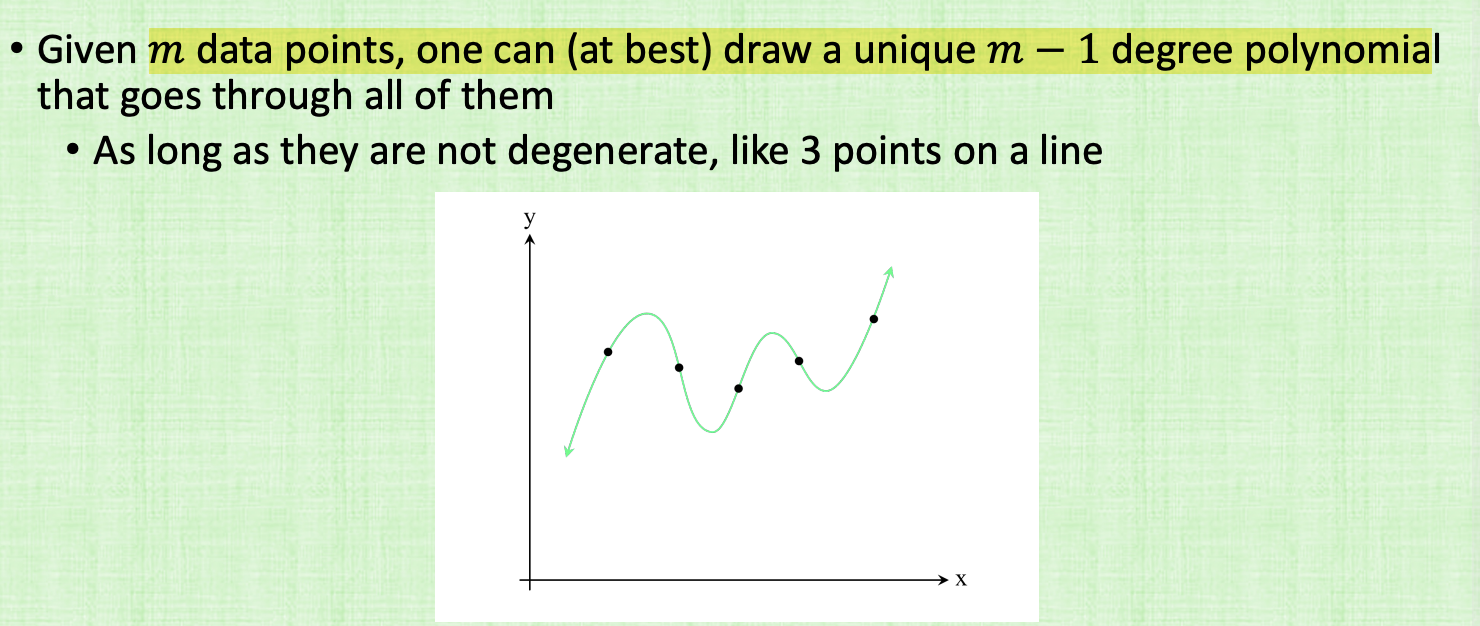 • Given m data points, one can (at best) draw a unique m − 1 degree polynomial
that goes through all of them
• As long as they are not degenerate, like 3 points on a line
y
x